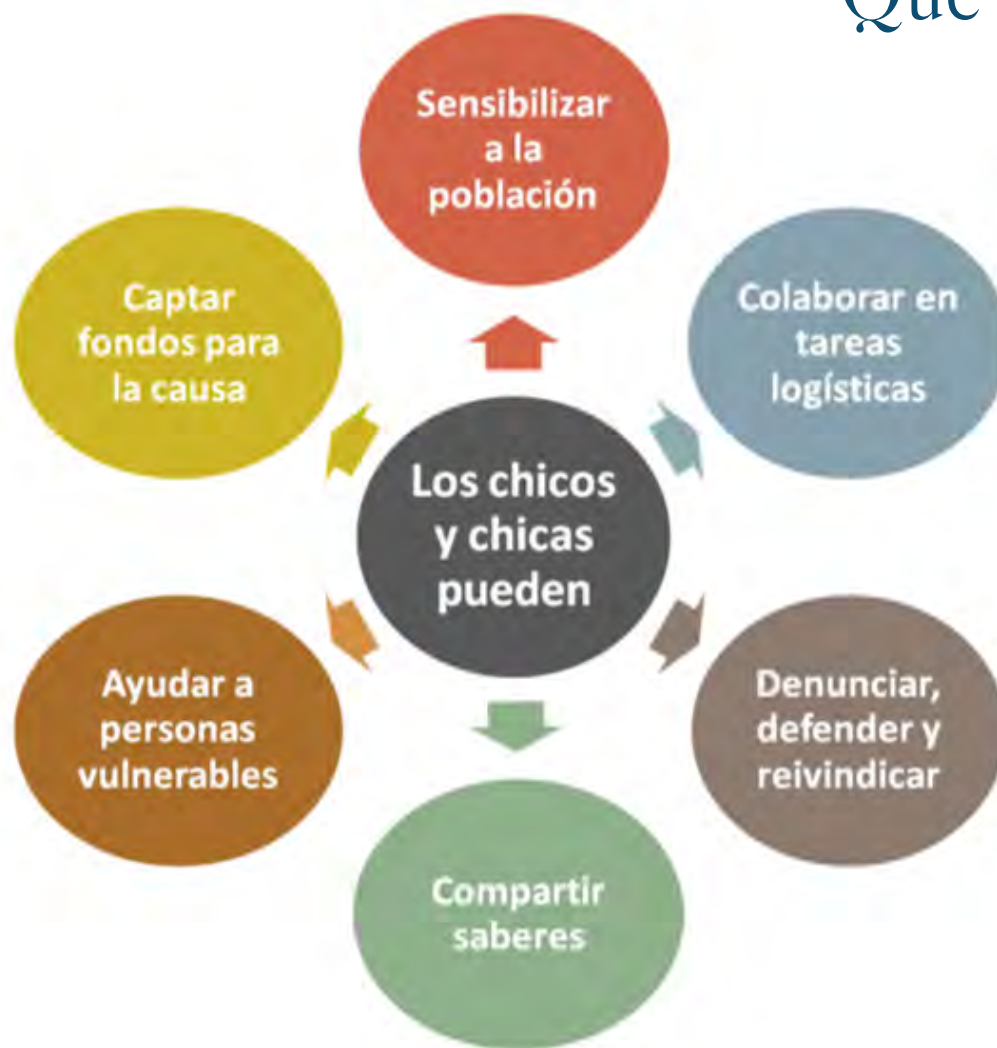 Que
Sensibilizar
a la
población
Colaborar en
tareas
logísticas
Denunciar,
defender y
reivindicar
Compartir
saberes
Ayudar a
personas
vulnerables
Captar
fondos para
la causa
Los chicos
y chicas
pueden